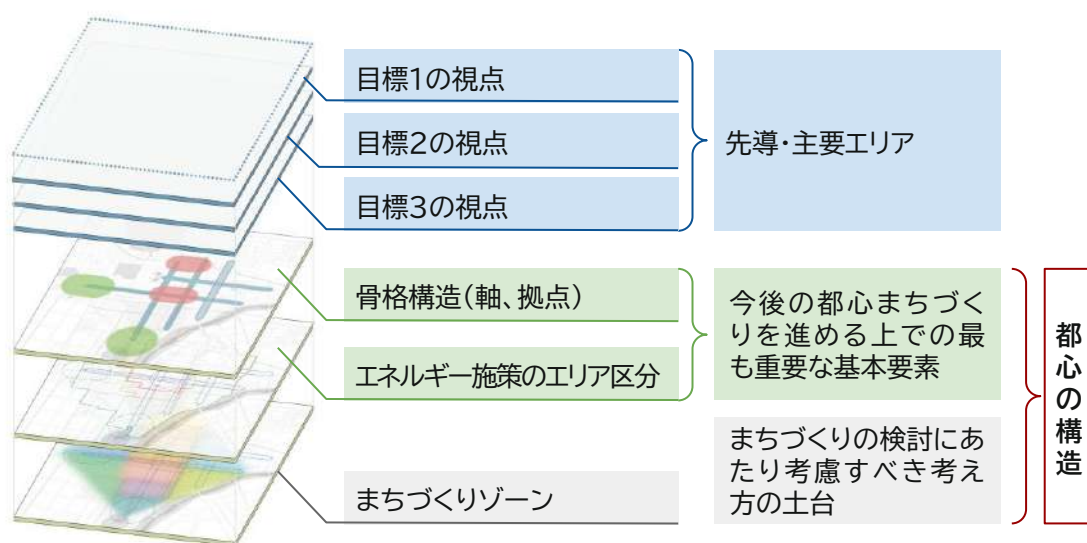 目標1の視点
目標2の視点
目標3の視点
先導・主要エリア
骨格構造（軸、拠点）
エネルギー施策のエリア区分
今後の都心まちづく
りを進める上での最
も重要な基本要素
まちづくりゾーン
まちづくりの検討にあ
たり考慮すべき考え
方の土台
都心の構造